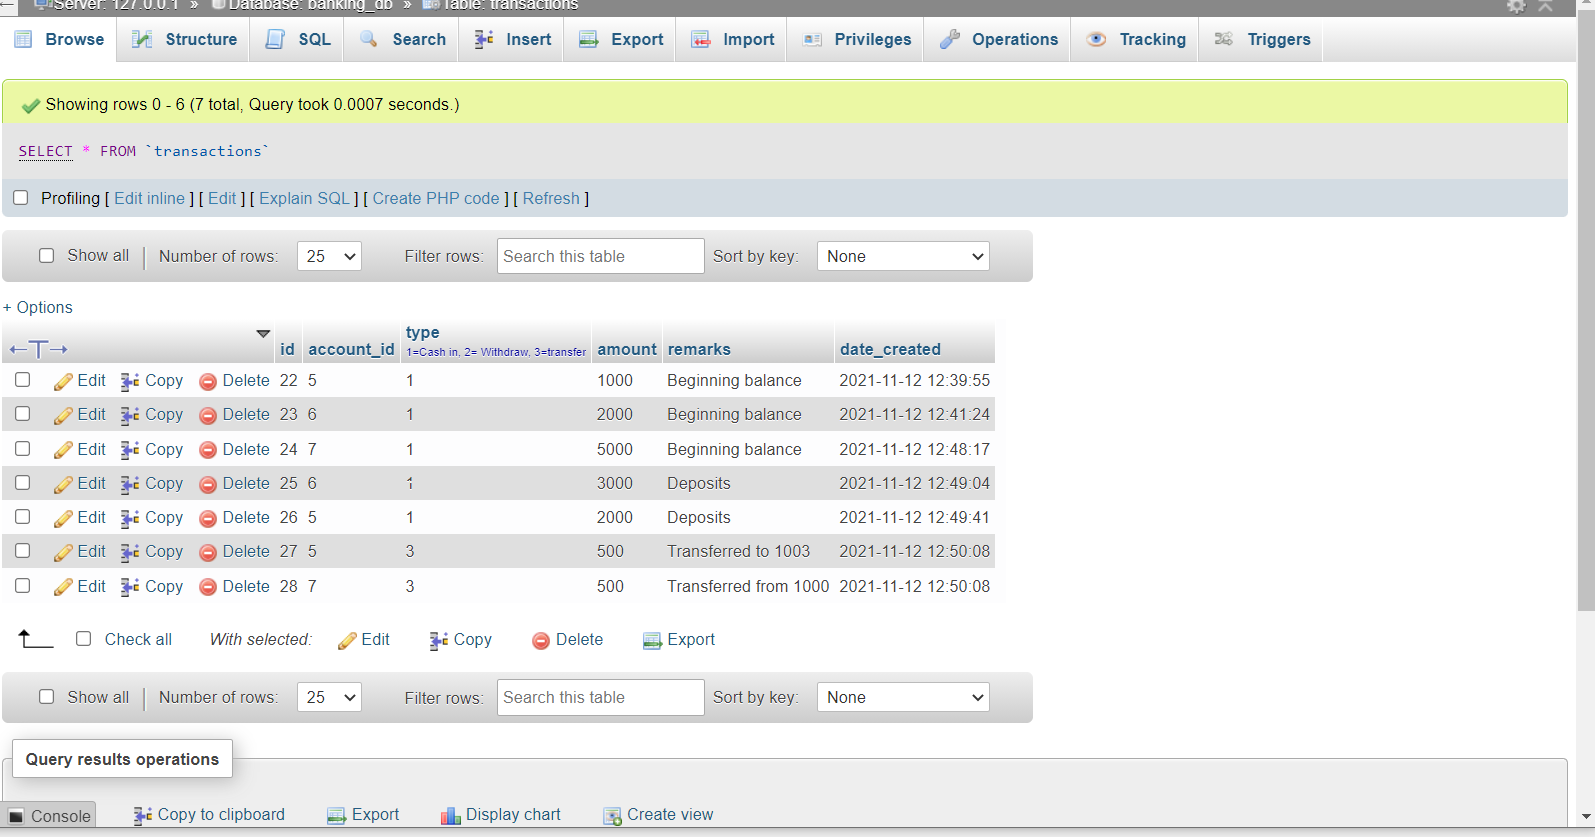 Server: 127.0.0.1 » Database: banking_db » Table: transactions
Browse Structure SQL Search Insert Export Import Privileges Operations Tracking Triggers
Showing rows 0 - 6 (7 total, Query took 0.0007 seconds.)
SELECT * FROM `transactions`
Profiling [ Edit inline ] [ Edit ] [ Explain SQL ] [ Create PHP code ] [ Refresh ]
Show all | Number of rows: 25 Filter rows: Search this table Sort by key: None
+ Options
←T→ id account_id type amount remarks date_created
1=Cash in, 2= Withdraw, 3=transfer
Edit Copy Delete 22 5 1 1000 Beginning balance 2021-11-12 12:39:55
Edit Copy Delete 23 6 1 2000 Beginning balance 2021-11-12 12:41:24
Edit Copy Delete 24 7 1 5000 Beginning balance 2021-11-12 12:48:17
Edit Copy Delete 25 6 1 3000 Deposits 2021-11-12 12:49:04
Edit Copy Delete 26 5 1 2000 Deposits 2021-11-12 12:49:41
Edit Copy Delete 27 5 3 500 Transferred to 1003 2021-11-12 12:50:08
Edit Copy Delete 28 7 3 500 Transferred from 1000 2021-11-12 12:50:08
Check all With selected: Edit Copy Delete Export
Show all | Number of rows: 25 Filter rows: Search this table Sort by key: None
Query results operations
Console Copy to clipboard Export Display chart Create view